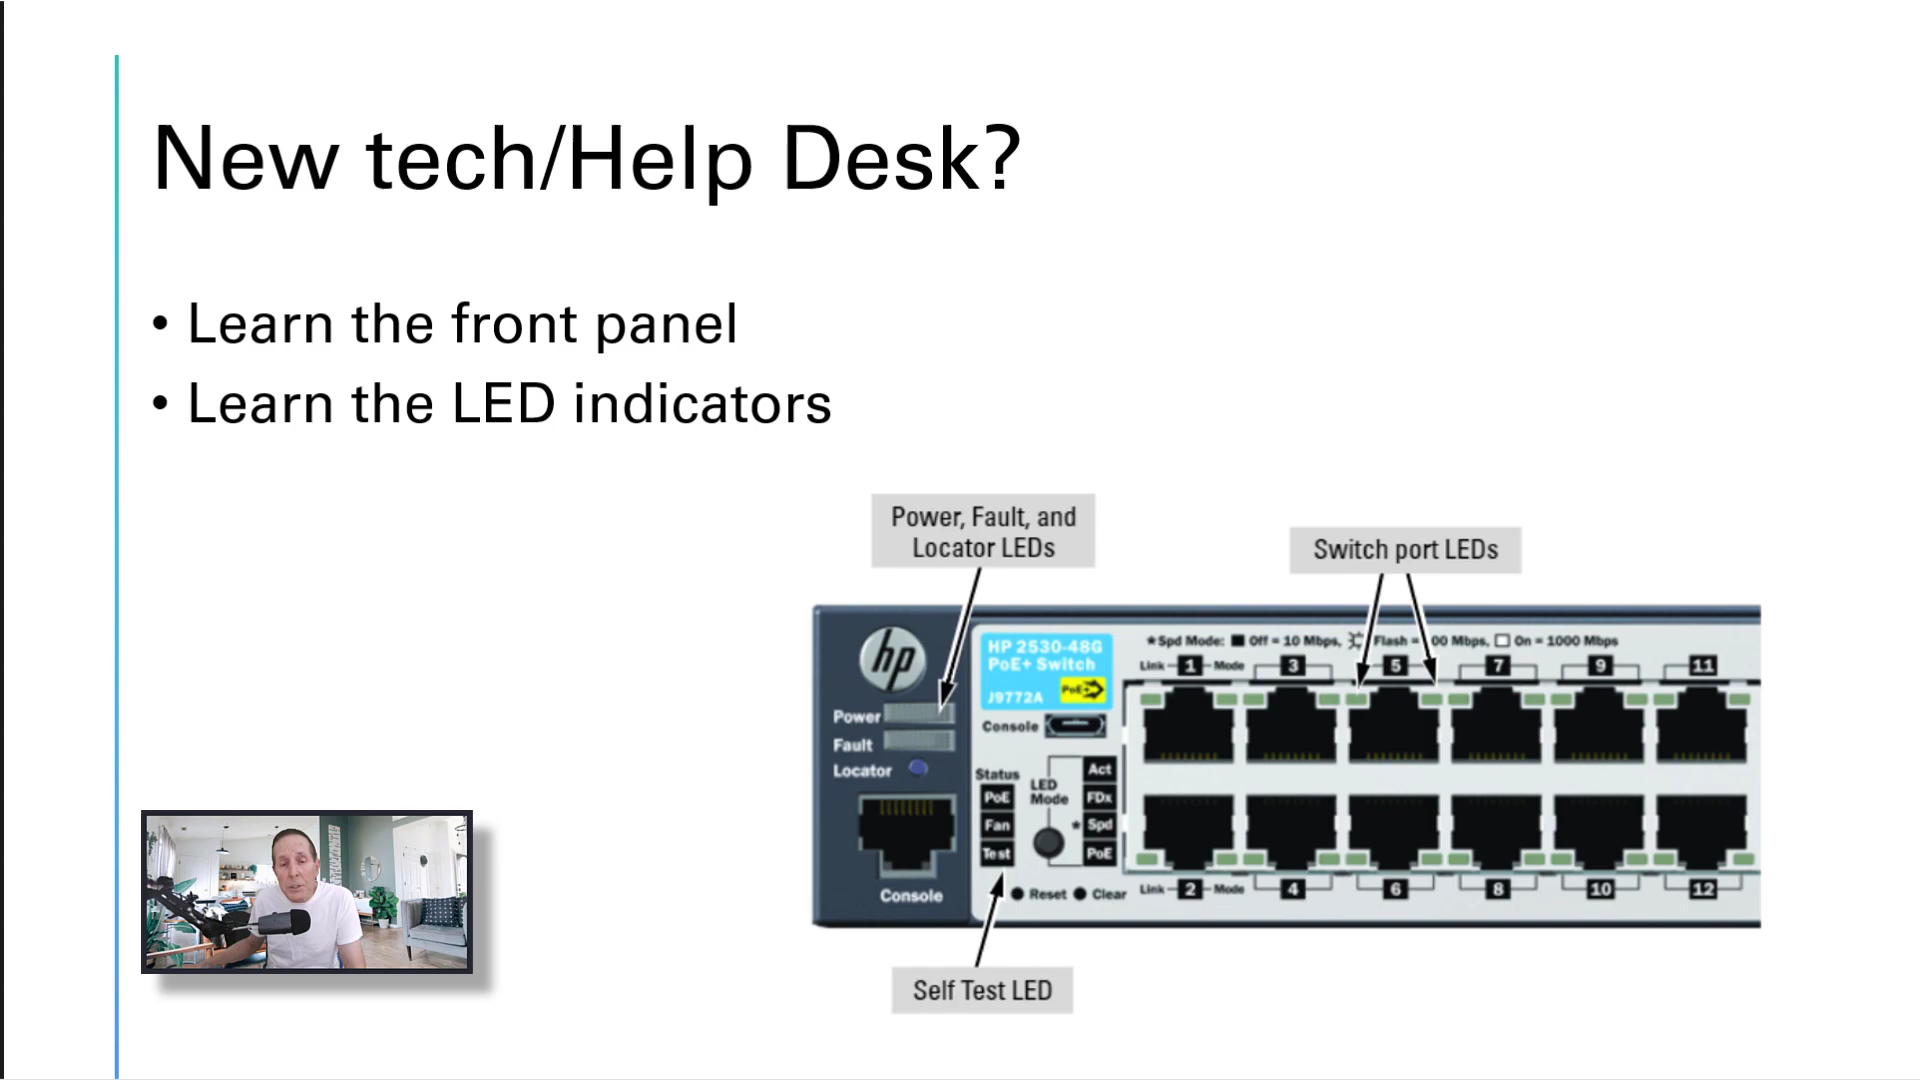 New tech/Help Desk?
• Learn the front panel
• Learn the LED indicators
Power, Fault, and
Locator LEDs
Switch port LEDs
hp
HP 2530-48G
PoE+ Switch
J9772A PoE+
*Spd Mode: Off = 10 Mbps, Flash = 00 Mbps, On = 1000 Mbps
Link 1 Mode 3 5 7 9 11
Power
Fault
Locator
Console
Console
Status
PoE
Fan
Test
LED
Mode
Act
FDx
* Spd
PoE
Reset Clear
Link 2 Mode 4 6 8 10 12
Self Test LED